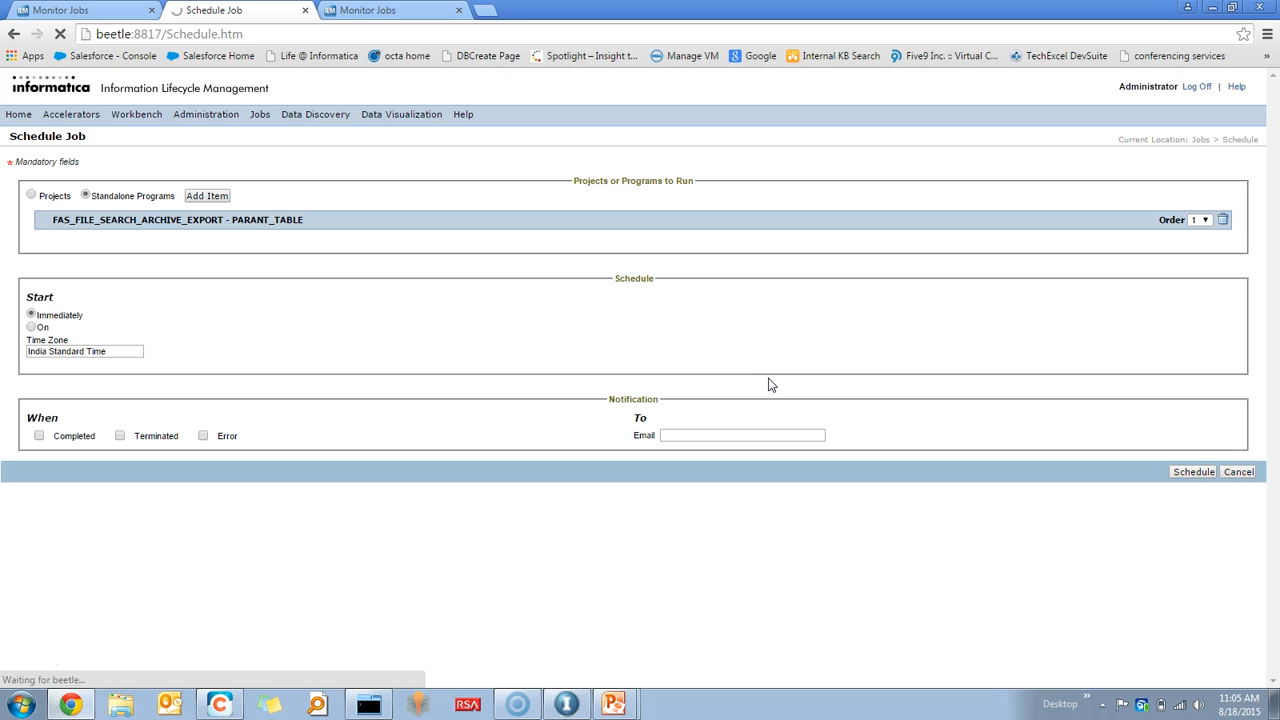 Monitor Jobs
Schedule Job
Monitor Jobs
beetle:8817/Schedule.htm
Apps
Salesforce - Console
Salesforce Home
Life @ Informatica
octa home
DBCreate Page
Spotlight – Insight t...
Manage VM
Google
Internal KB Search
Five9 Inc. :: Virtual C...
TechExcel DevSuite
conferencing services
»
informatica
Information Lifecycle Management
Administrator Log Off | Help
Home
Accelerators
Workbench
Administration
Jobs
Data Discovery
Data Visualization
Help
Schedule Job
Current Location: Jobs > Schedule
* Mandatory fields
Projects or Programs to Run
Projects
Standalone Programs
Add Item
FAS_FILE_SEARCH_ARCHIVE_EXPORT - PARANT_TABLE
Order 1
Schedule
Start
Immediately
On
Time Zone
India Standard Time
Notification
When
To
Completed
Terminated
Error
Email
Schedule
Cancel
Waiting for beetle...
RSA
Desktop
»
11:05 AM
8/18/2015